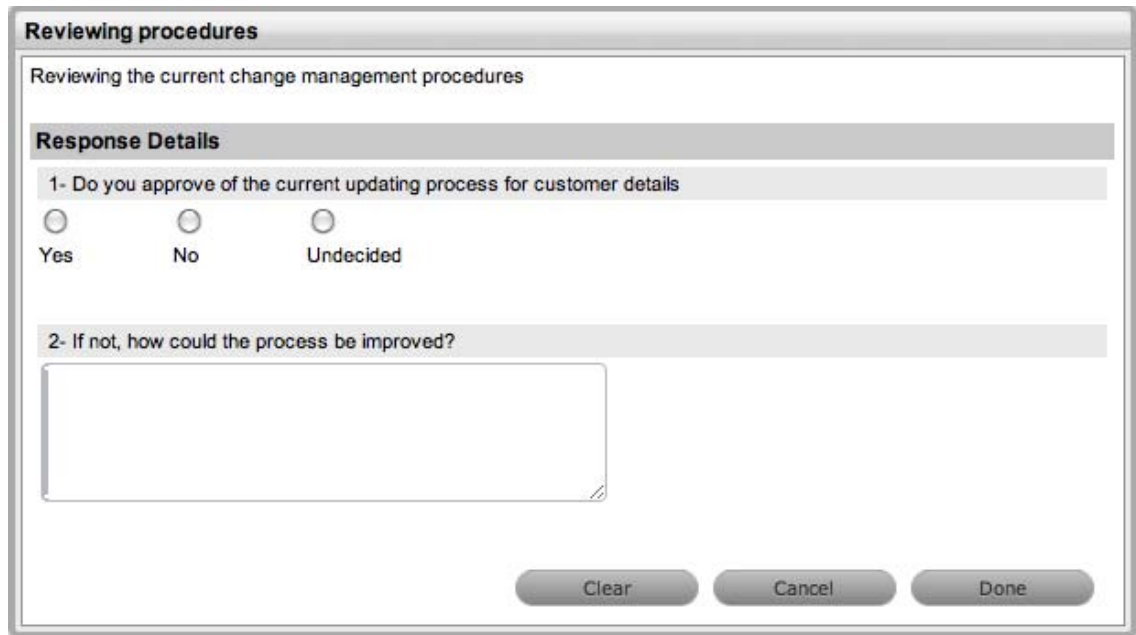 Reviewing procedures
Reviewing the current change management procedures
Response Details
1- Do you approve of the current updating process for customer details
Yes No Undecided
2- If not, how could the process be improved?
Clear Cancel Done